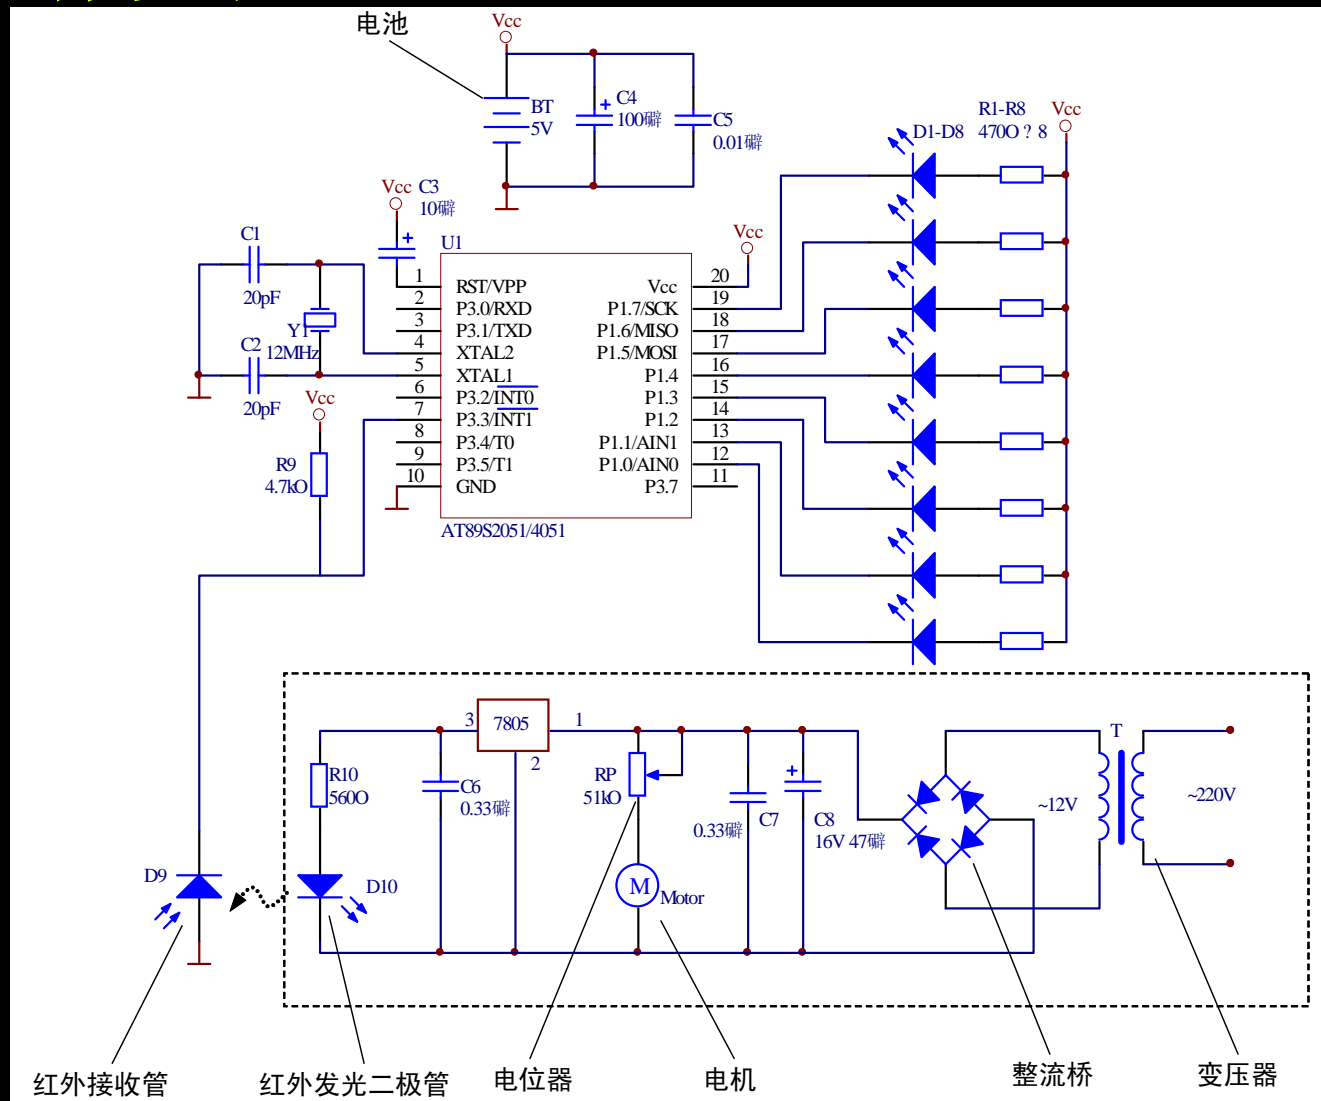 电池
Vcc
BT
5V
C4
100礔
C5
0.01礔
R1-R8
470O ? 8
Vcc
D1-D8
Vcc
C3
10礔
Vcc
C1
20pF
Y1
12MHz
C2
20pF
U1
1 RST/VPP Vcc 20
2 P3.0/RXD P1.7/SCK 19
3 P3.1/TXD P1.6/MISO 18
4 XTAL2 P1.5/MOSI 17
5 XTAL1 P1.4 16
6 P3.2/INT0 P1.3 15
7 P3.3/INT1 P1.2 14
8 P3.4/T0 P1.1/AIN1 13
9 P3.5/T1 P1.0/AIN0 12
10 GND P3.7 11
AT89S2051/4051
Vcc
R9
4.7kO
3 7805 1
2
T
R10
560O
C6
0.33礔
RP
51kO
0.33礔 C7
C8
16V 47礔
~12V
~220V
D9
D10
M Motor
红外接收管
红外发光二极管
电位器
电机
整流桥
变压器